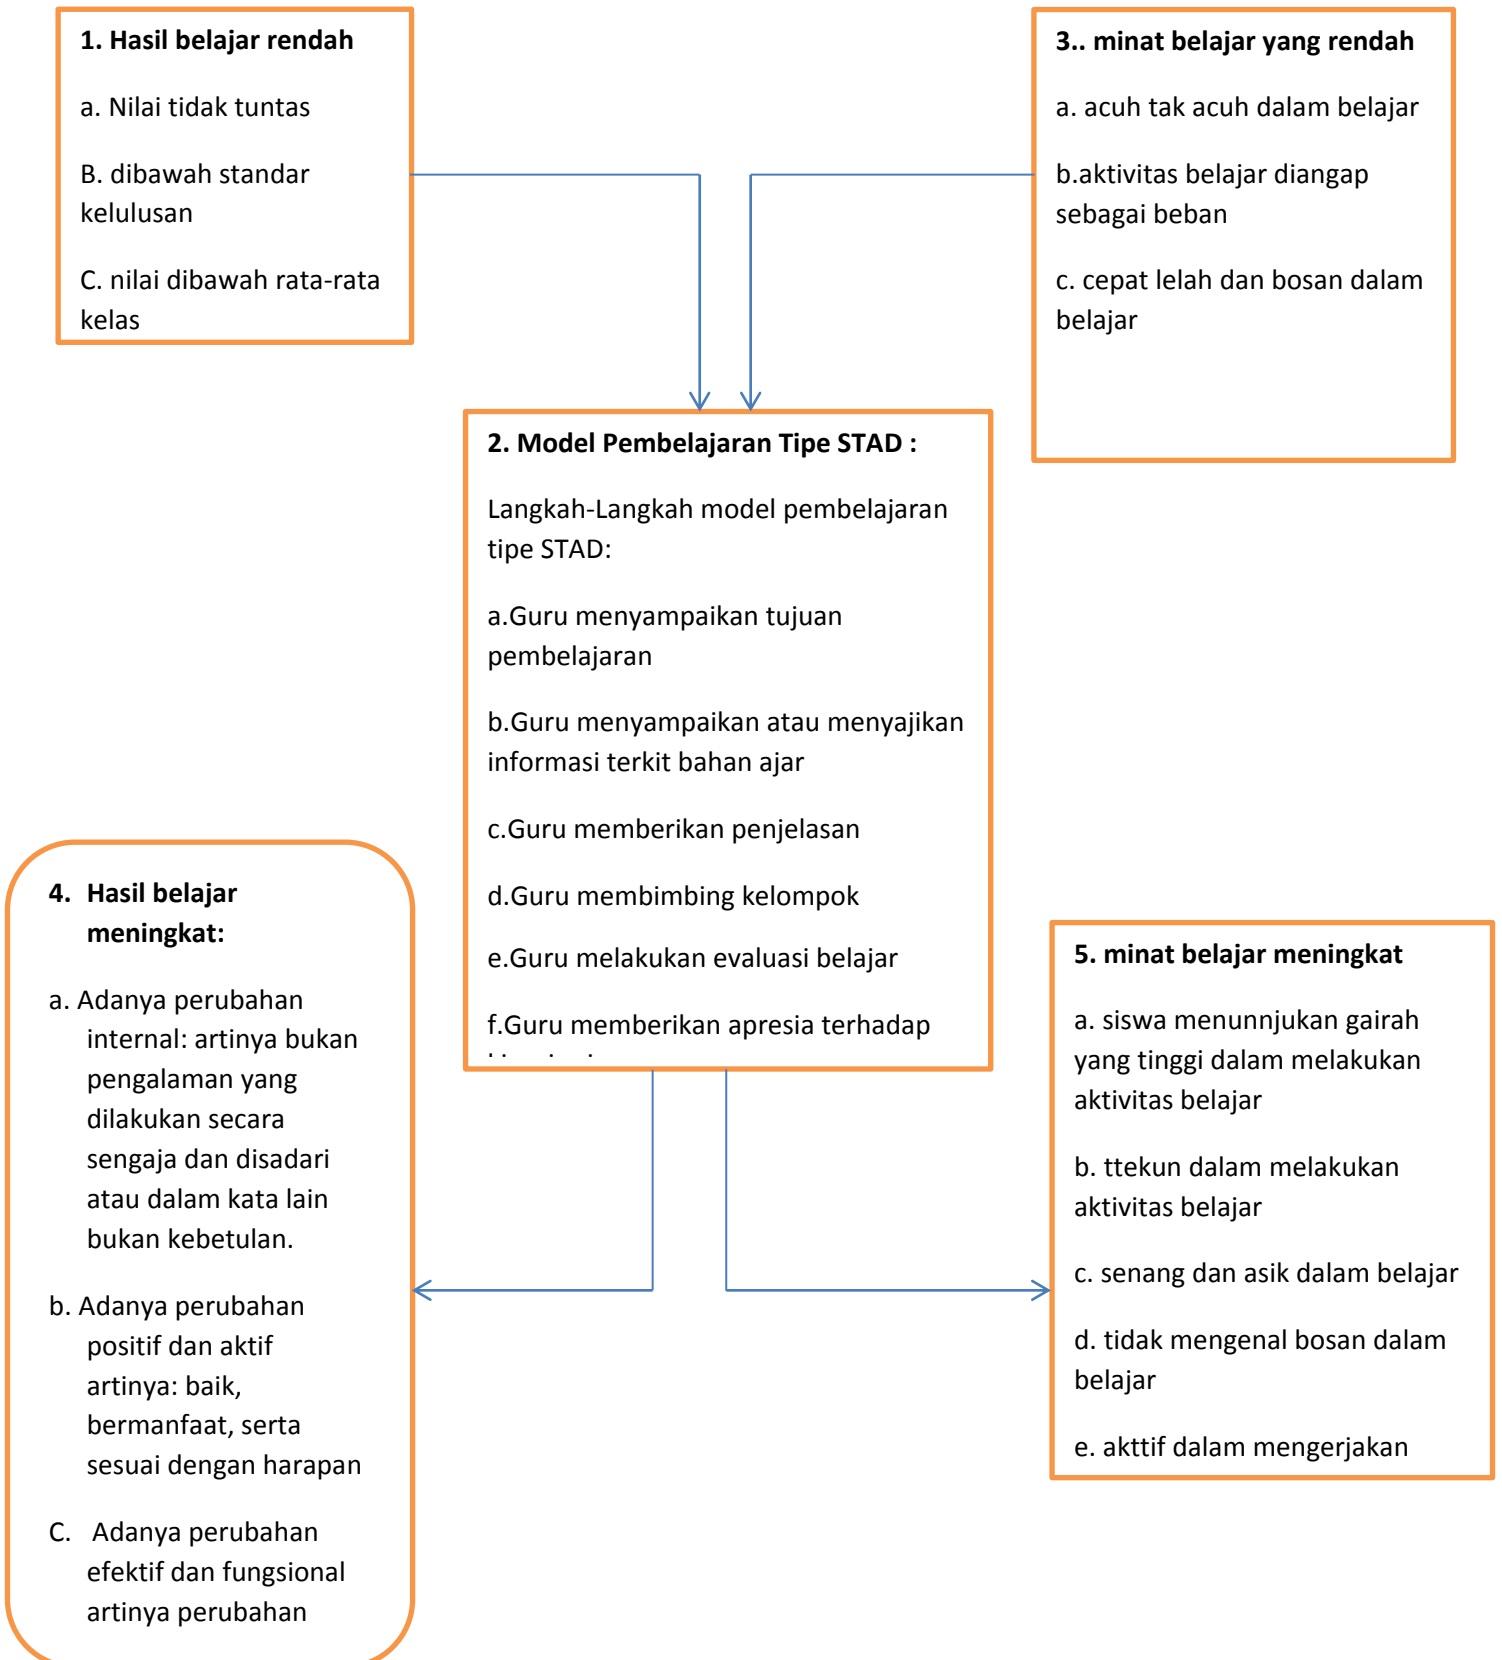 1. Hasil belajar rendah
a. Nilai tidak tuntas
B. dibawah standar
kelulusan
C. nilai dibawah rata-rata
kelas
3.. minat belajar yang rendah
a. acuh tak acuh dalam belajar
b.aktivitas belajar diangap
sebagai beban
c. cepat lelah dan bosan dalam
belajar
2. Model Pembelajaran Tipe STAD :
Langkah-Langkah model pembelajaran
tipe STAD:
a.Guru menyampaikan tujuan
pembelajaran
b.Guru menyampaikan atau menyajikan
informasi terkit bahan ajar
c.Guru memberikan penjelasan
d.Guru membimbing kelompok
e.Guru melakukan evaluasi belajar
f.Guru memberikan apresia terhadap
4. Hasil belajar
meningkat:
a. Adanya perubahan
internal: artinya bukan
pengalaman yang
dilakukan secara
sengaja dan disadari
atau dalam kata lain
bukan kebetulan.
b. Adanya perubahan
positif dan aktif
artinya: baik,
bermanfaat, serta
sesuai dengan harapan
C. Adanya perubahan
efektif dan fungsional
artinya perubahan
5. minat belajar meningkat
a. siswa menunnjukan gairah
yang tinggi dalam melakukan
aktivitas belajar
b. ttekun dalam melakukan
aktivitas belajar
c. senang dan asik dalam belajar
d. tidak mengenal bosan dalam
belajar
e. akttif dalam mengerjakan